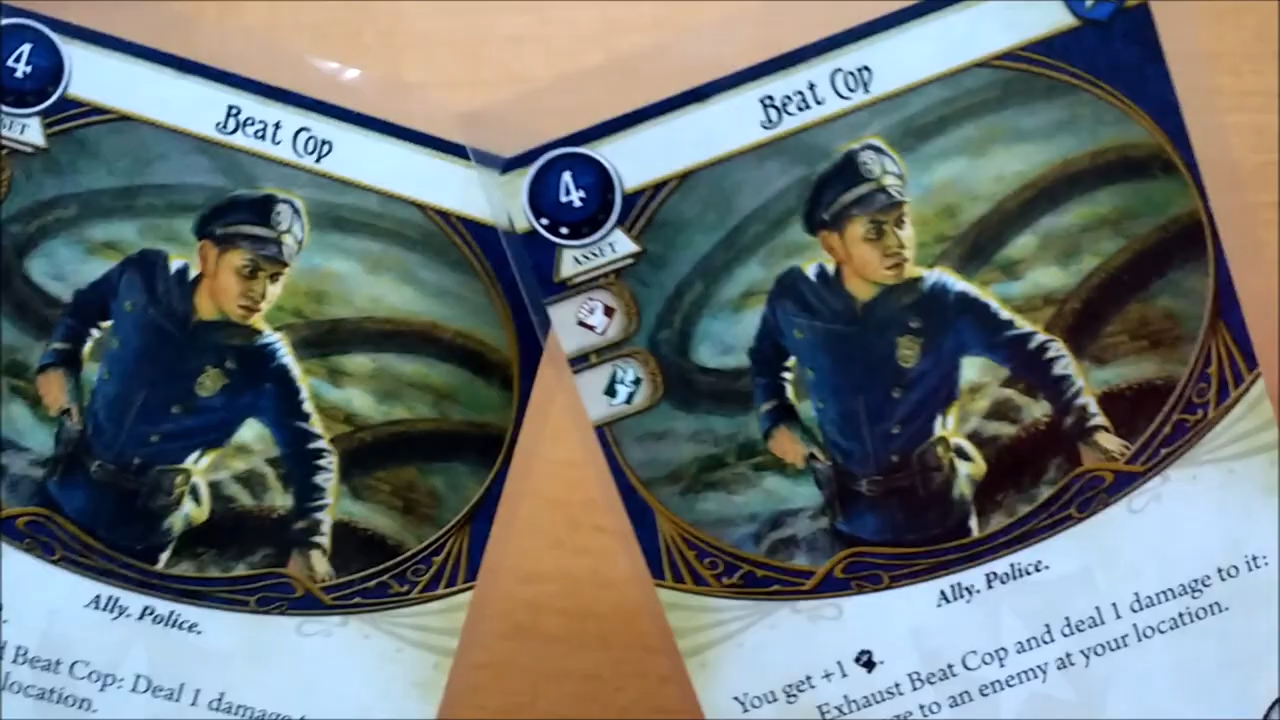 4
Beat Cop
Ally. Police.
Beat Cop: Deal 1 damage
location.
4
Beat Cop
ASSET
Ally. Police.
You get +1
Exhaust Beat Cop and deal 1 damage to it:
to an enemy at your location.